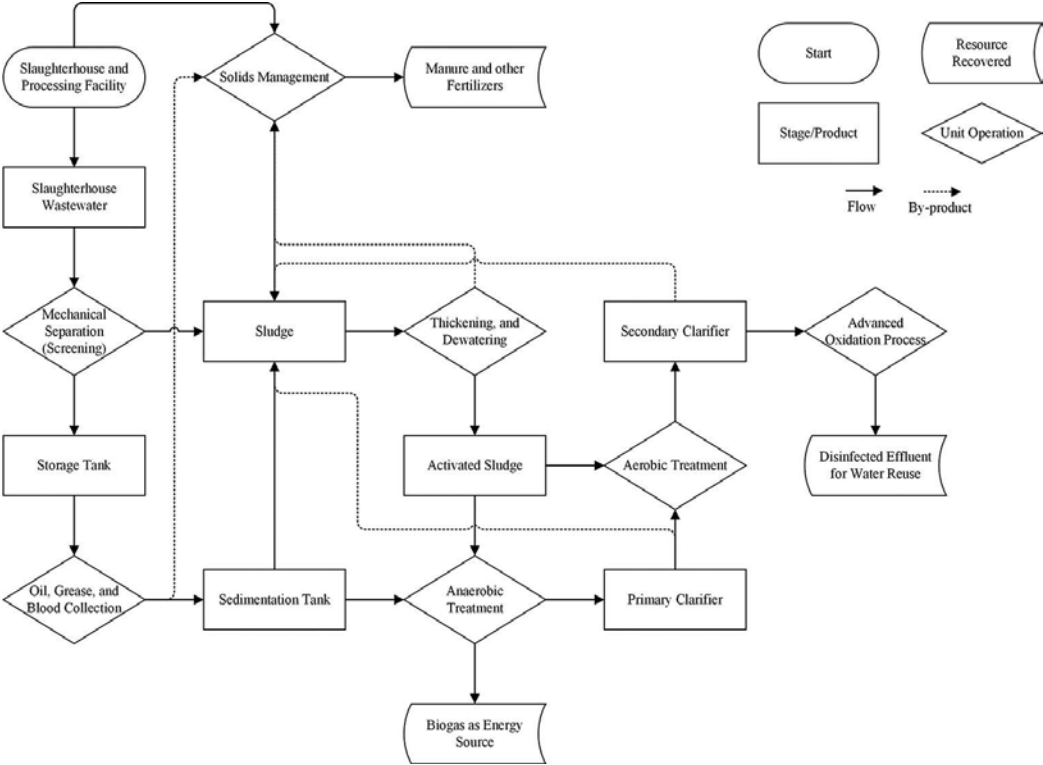 Slaughterhouse and
Processing Facility
Solids Management
Manure and other
Fertilizers
Start
Resource
Recovered
Stage/Product
Unit Operation
Flow
By-product
Slaughterhouse
Wastewater
Mechanical
Separation
(Screening)
Sludge
Thickening, and
Dewatering
Secondary Clarifier
Advanced
Oxidation Process
Storage Tank
Activated Sludge
Aerobic Treatment
Disinfected Effluent
for Water Reuse
Oil, Grease, and
Blood Collection
Sedimentation Tank
Anaerobic
Treatment
Primary Clarifier
Biogas as Energy
Source